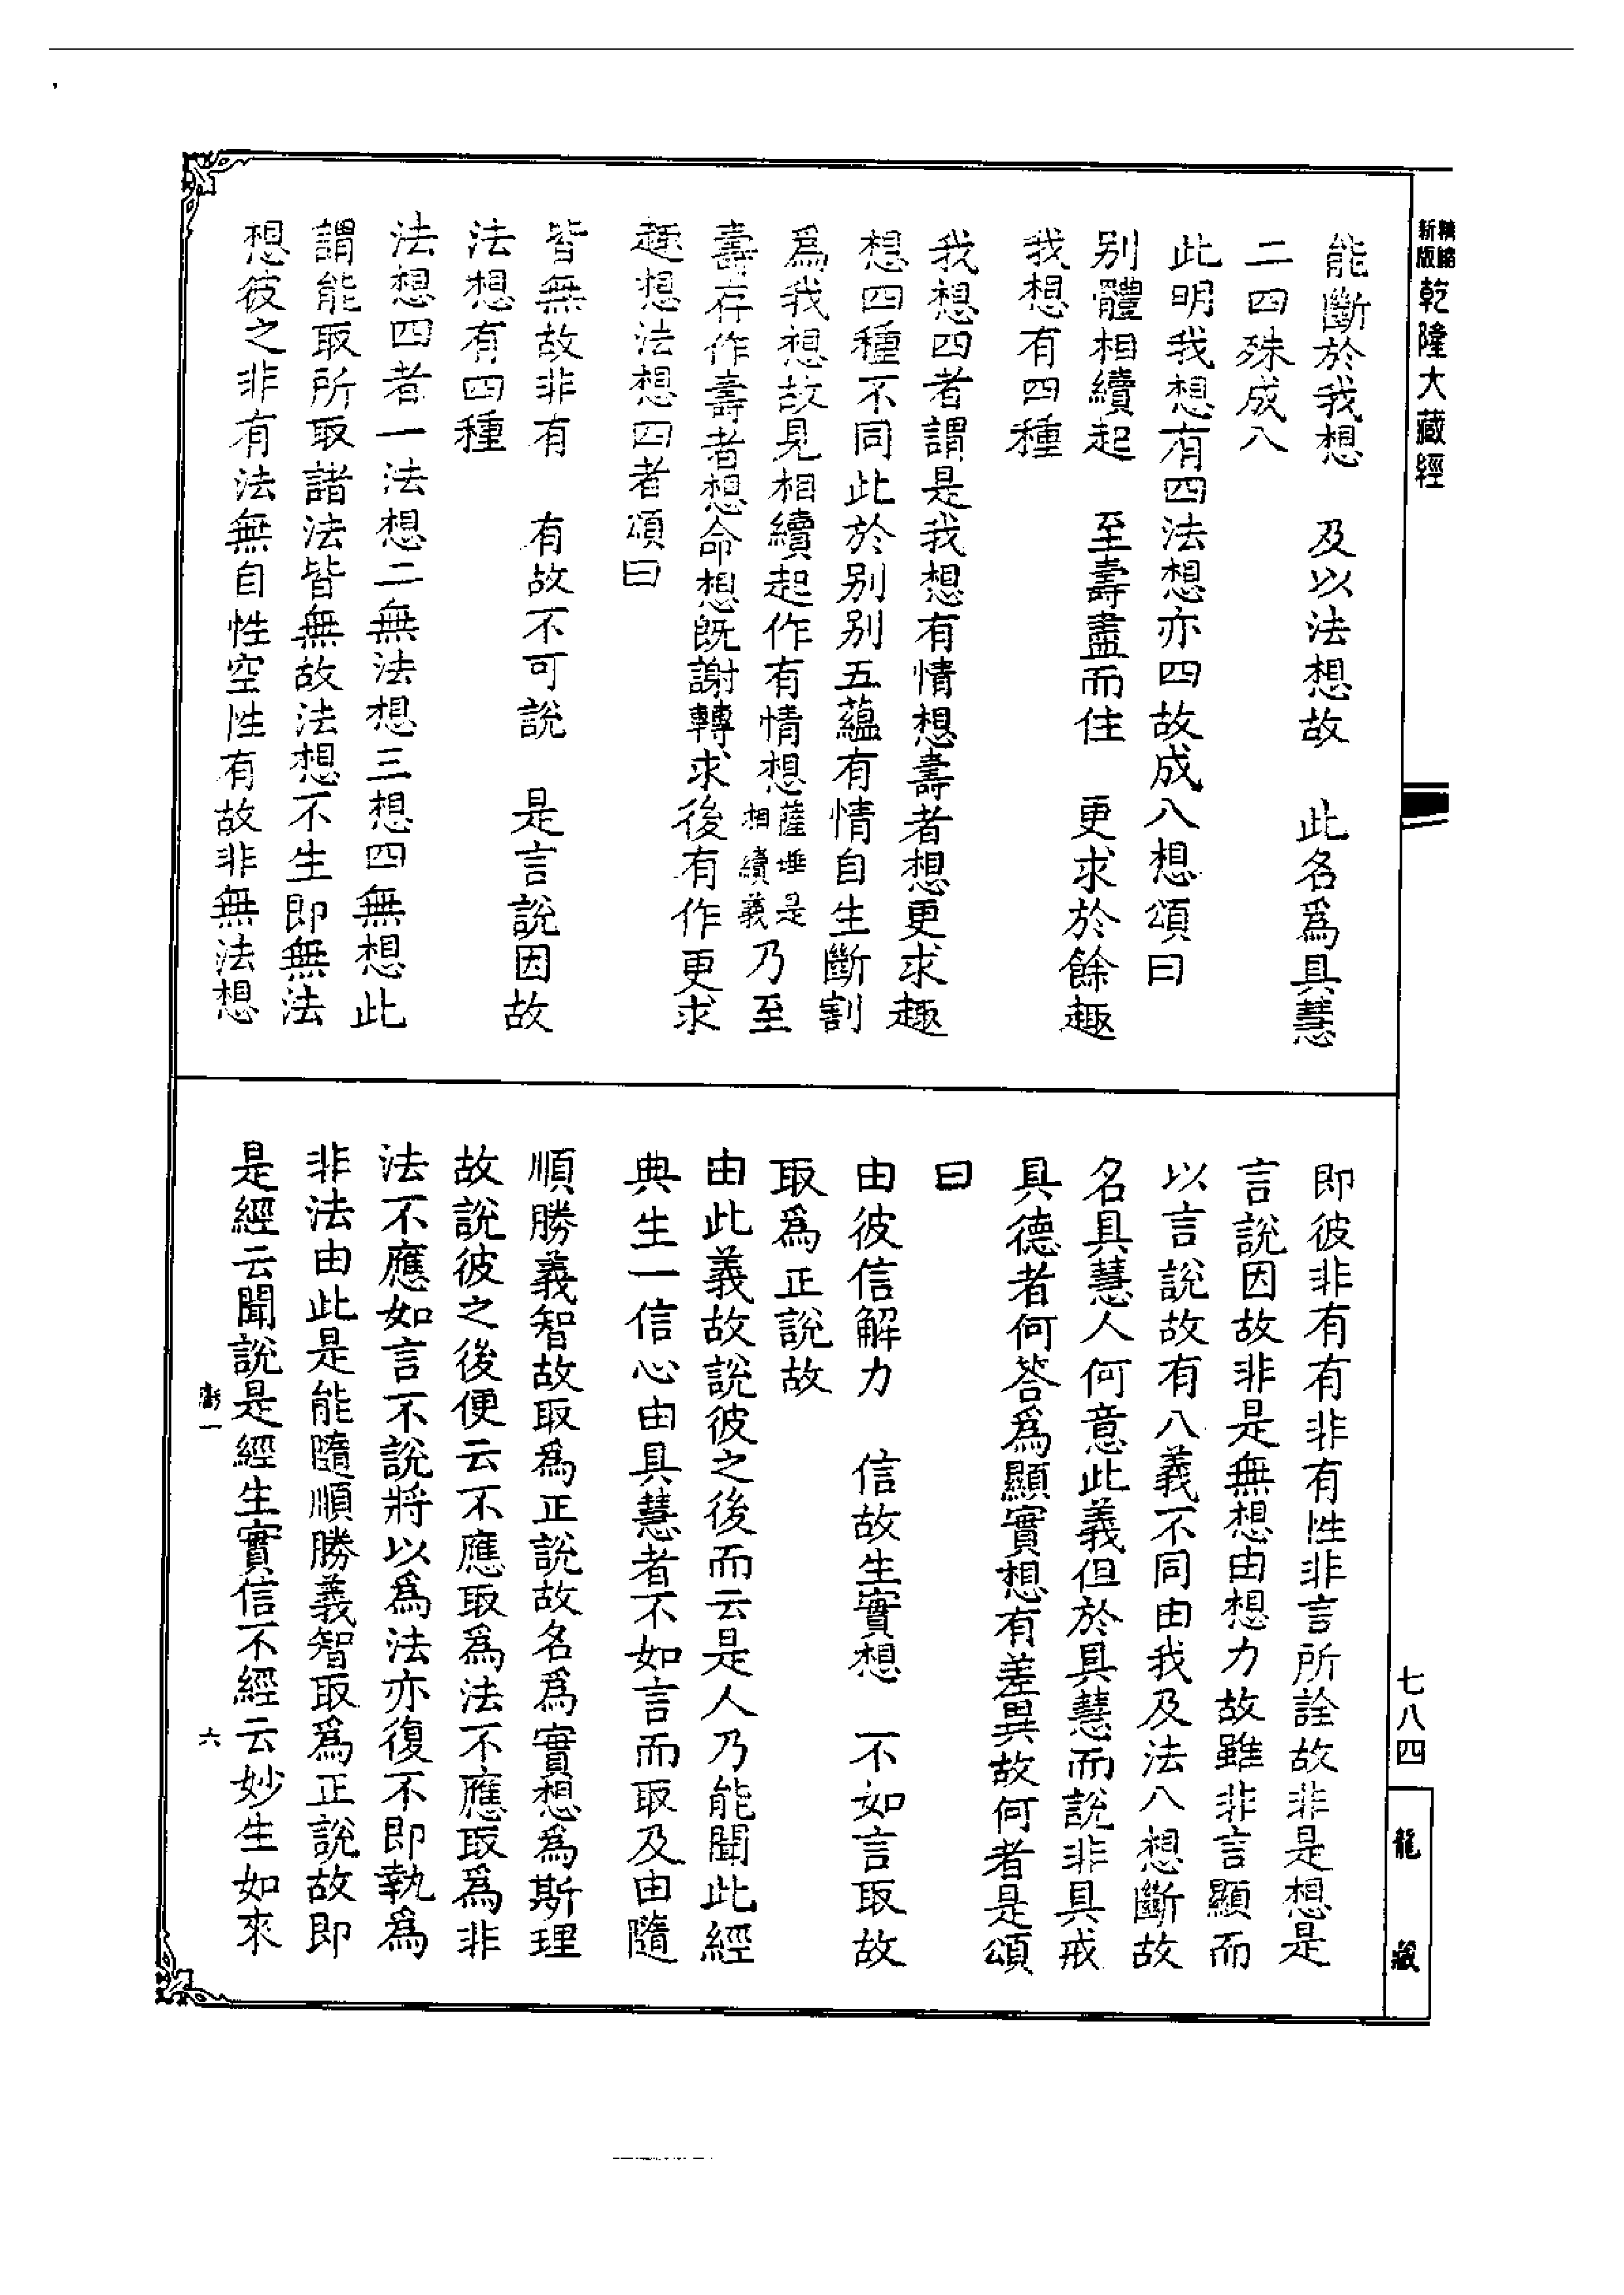 新版
精縮
乾隆大藏經
能斷於我想　及以法想故　此名爲具慧
二四殊成八
此明我想有四法想亦四故成八想頌曰
別體相續起　至壽盡而住　更求於餘趣
我想有四種
我想四者謂是我想有情想壽者想更求趣
想四種不同此於別別五蘊有情自生斷割
爲我想故見相續起作有情想薩埵是相續義乃至
壽存作壽者想命想旣謝轉求後有作更求
趣想法想四者頌曰
皆無故非有　有故不可說　是言說因故
法想有四種
法想四者一法想二無法想三想四無想此
謂能取所取諸法皆無故法想不生即無法
想彼之非有法無自性空性有故非無法想
即彼非有有非有性非言所詮故非是想是
言說因故非是無想由想力故雖非言顯而
以言說故有八義不同由我及法八想斷故
名具慧人何意此義但於具慧而說非具戒
具德者何答爲顯實想有差異故何者是頌
曰
由彼信解力　信故生實想　不如言取故
取爲正說故
由此義故說彼之後而云是人乃能聞此經
典生一信心由具慧者不如言而取及由隨
順勝義智故取爲正說故名爲實想爲斯理
故說彼之後便云不應取爲法不應取爲非
法不應如言不說將以爲法亦復不即執爲
非法由此是能隨順勝義智取爲正說故即
是經云聞說是經生實信不經云妙生如來
六
七八四
龍藏